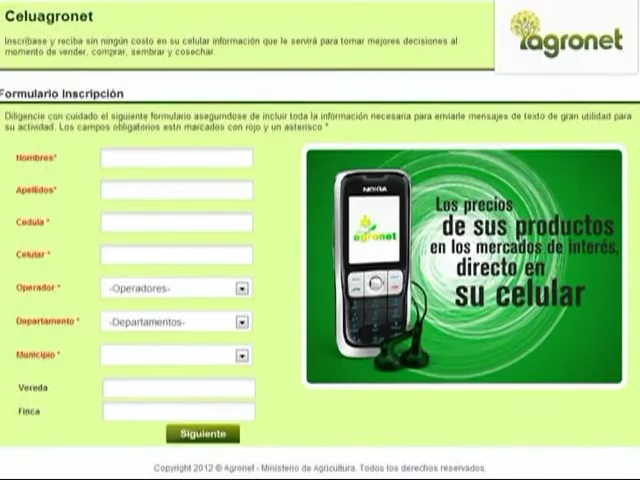 Celuagronet
Inscríbase y reciba sin ningún costo en su celular información que le servirá para tomar mejores decisiones al
momento de vender, comprar, sembrar y cosechar.
agronet
Formulario Inscripción
Diligencie con cuidado el siguiente formulario asegurndose de incluir toda la información necesaria para enviarle mensajes de texto de gran utilidad para
su actividad. Los campos obligatorios estn marcados con rojo y un asterisco *
Nombres*
Apellidos*
Cedula *
Celular *
Operador *
-Operadores-
Departamento *
-Departamentos-
Municipio *
Vereda
Finca
Siguiente
NOKIA
agronet
Los precios
de sus productos
en los mercados de interés,
directo en
su celular
Copyright 2012 © Agronet - Ministerio de Agricultura. Todos los derechos reservados.